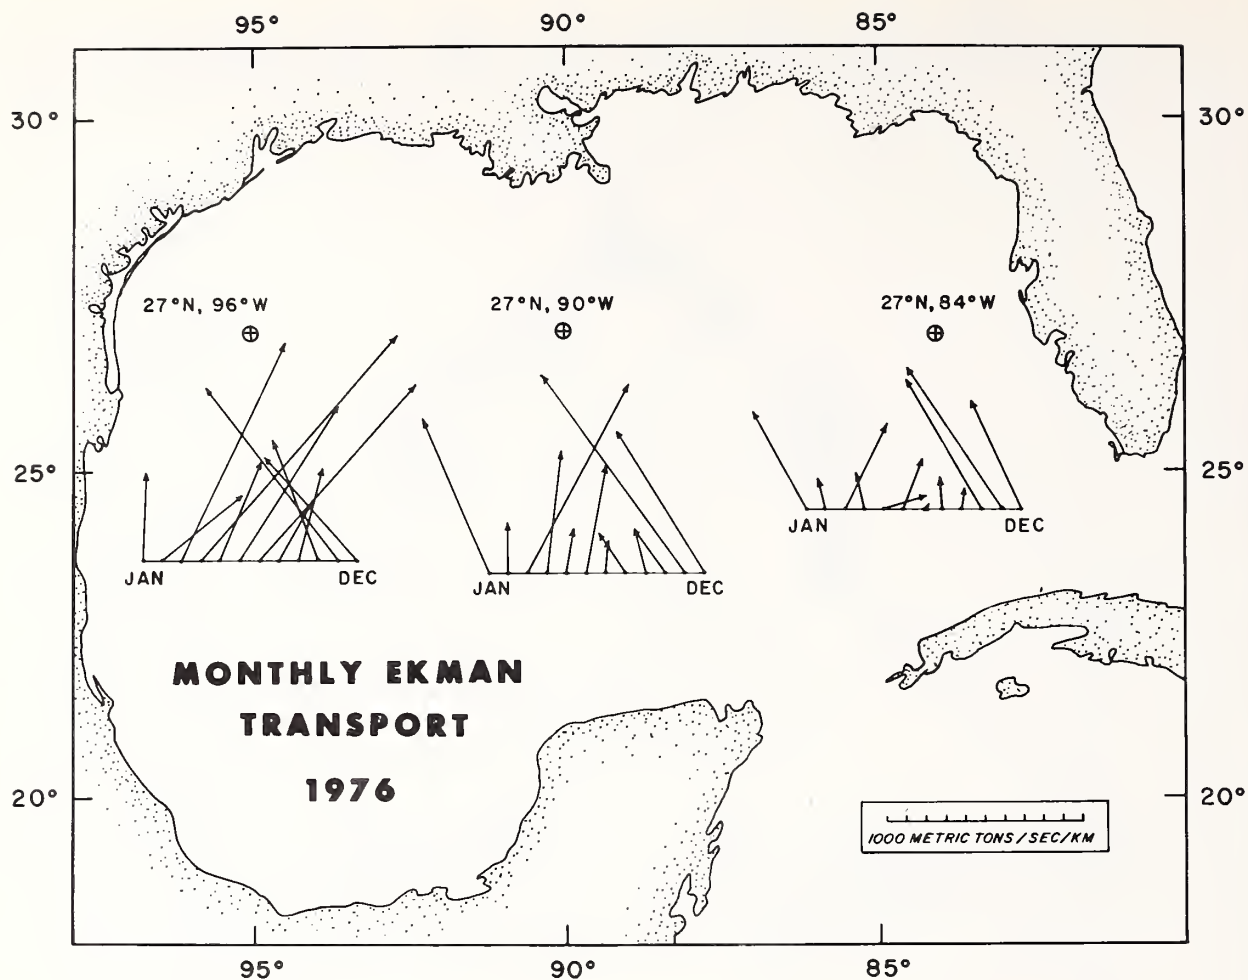 95° 90° 85°
30° 30°
27°N, 96°W 27°N, 90°W 27°N, 84°W
25° 25°
JAN DEC
JAN DEC
JAN DEC
MONTHLY EKMAN
TRANSPORT
1976
20° 20°
1000 METRIC TONS/SEC/KM
95° 90° 85°